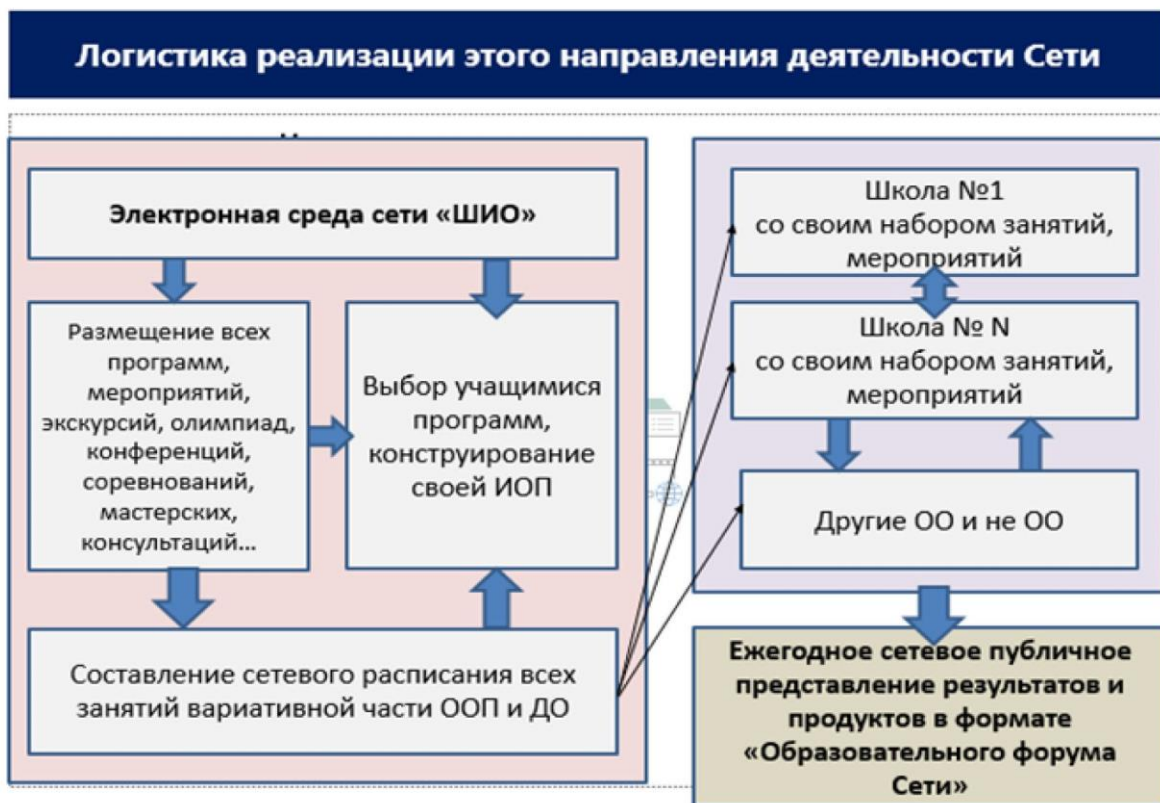 Логистика реализации этого направления деятельности Сети
Электронная среда сети «ШИО»
Размещение всех
программ,
мероприятий,
экскурсий, олимпиад,
конференций,
соревнований,
мастерских,
консультаций...
Выбор учащимися
программ,
конструирование
своей ИОП
Составление сетевого расписания всех
занятий вариативной части ООП и ДО
Школа №1
со своим набором занятий,
мероприятий
Школа № N
со своим набором занятий,
мероприятий
Другие ОО и не ОО
Ежегодное сетевое публичное
представление результатов и
продуктов в формате
«Образовательного форума
Сети»